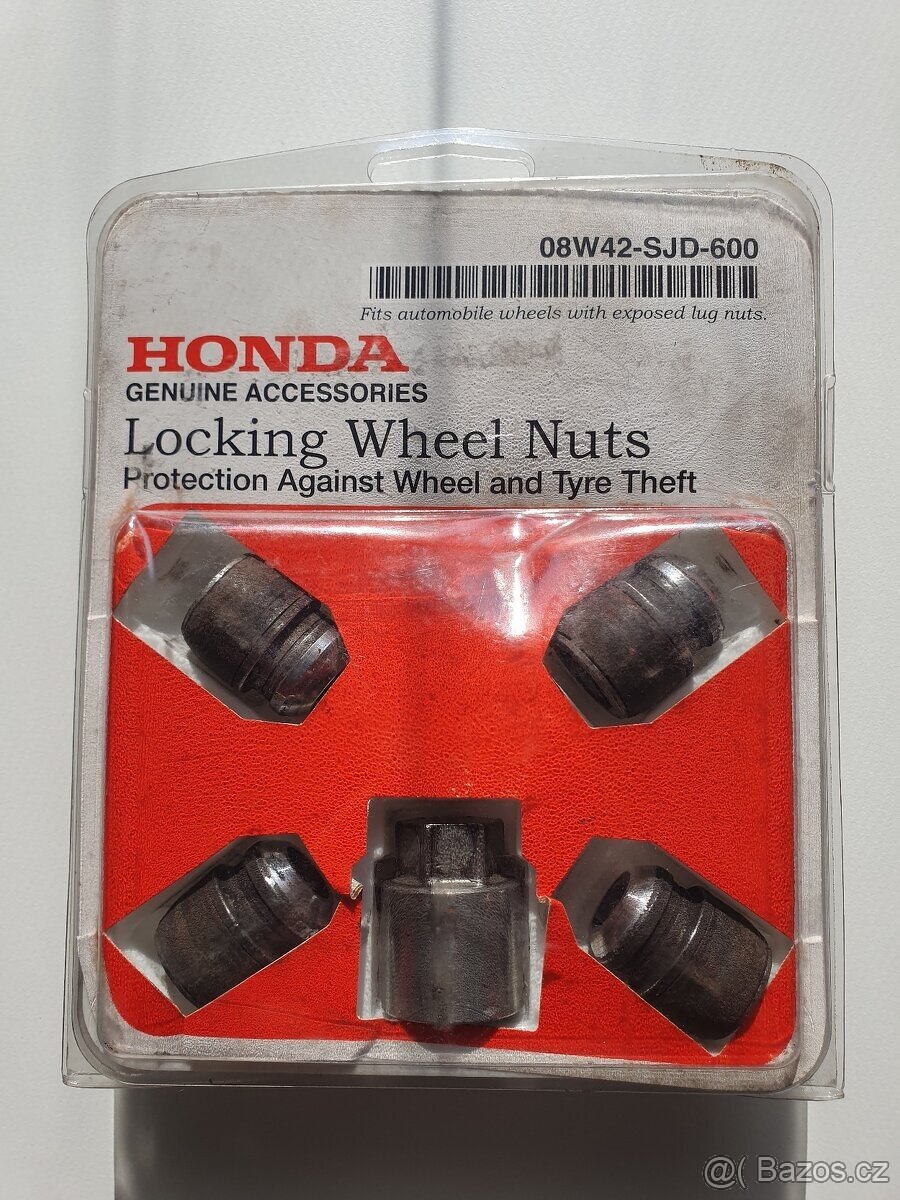 08W42-SJD-600
Fits automobile wheels with exposed lug nuts.
HONDA
GENUINE ACCESSORIES
Locking Wheel Nuts
Protection Against Wheel and Tyre Theft
@( Bazos.cz